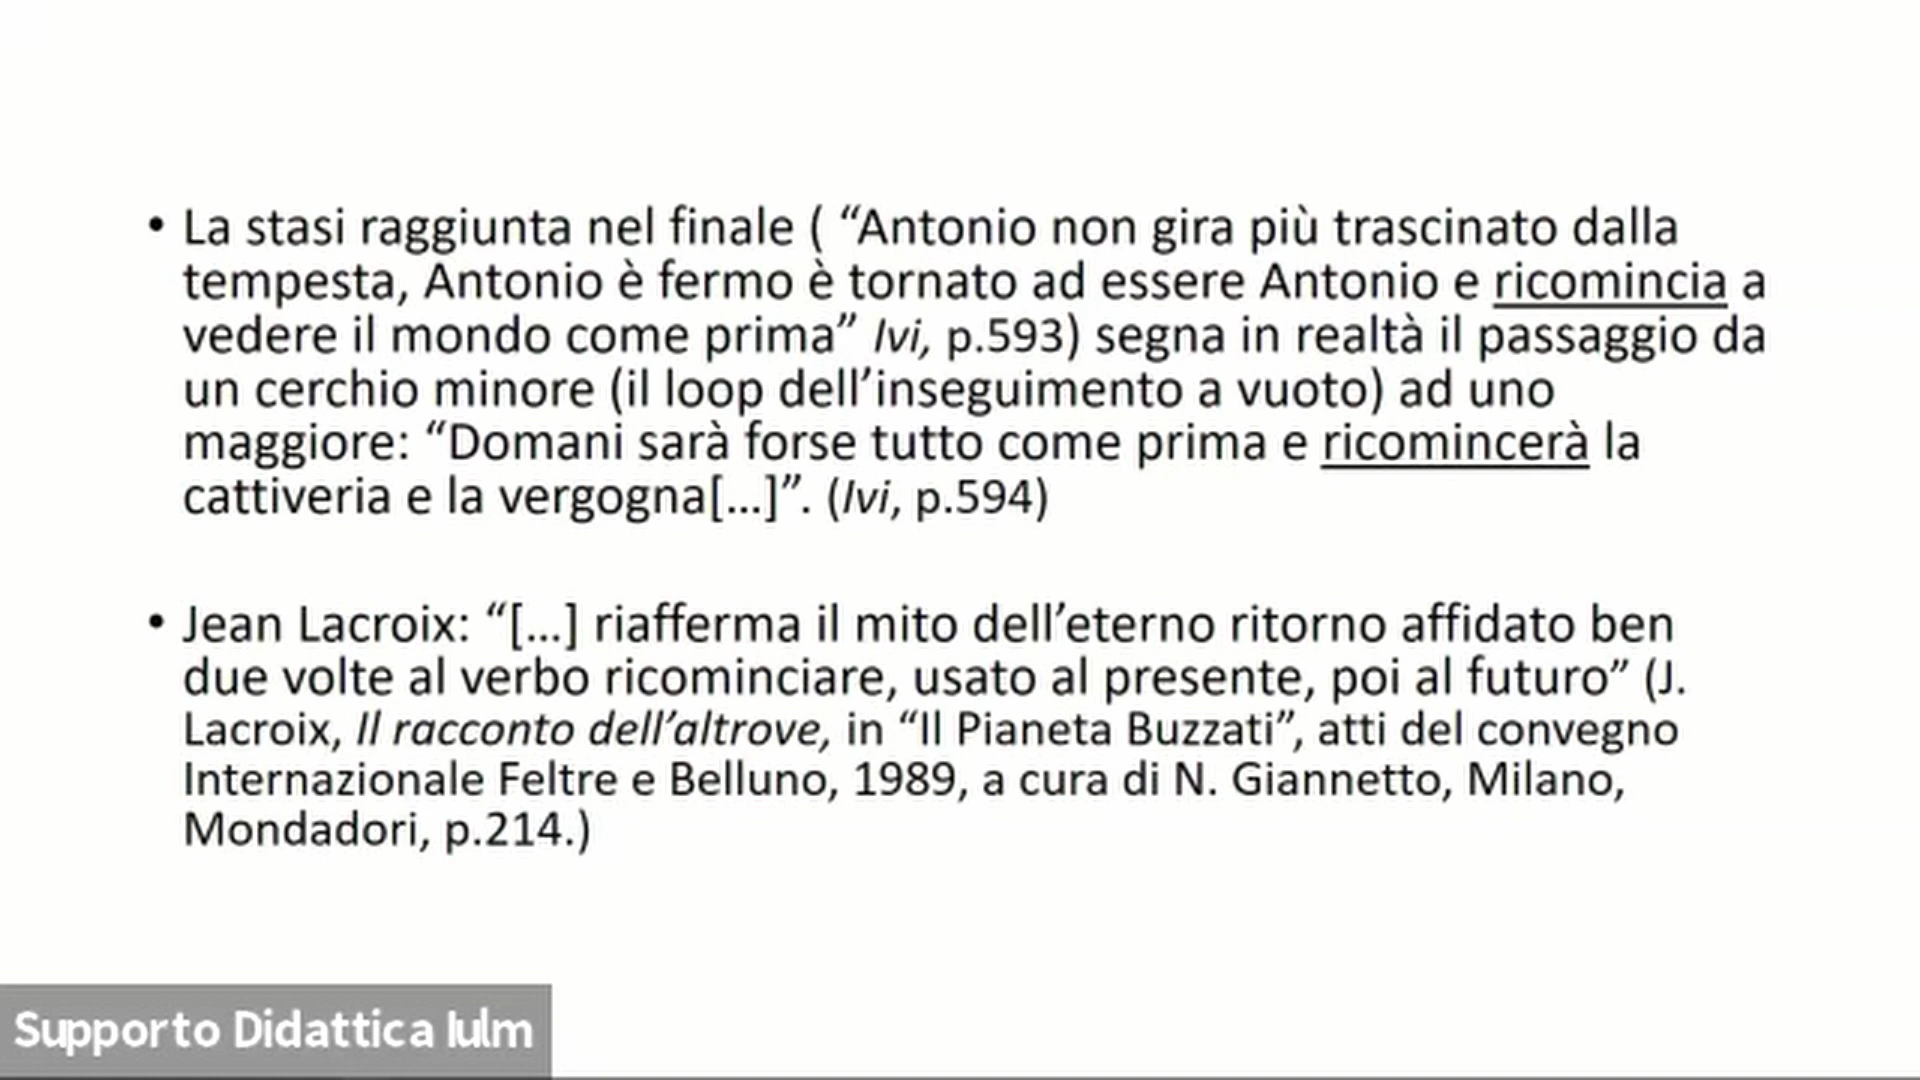 • La stasi raggiunta nel finale ( “Antonio non gira più trascinato dalla
tempesta, Antonio è fermo è tornato ad essere Antonio e ricomincia a
vedere il mondo come prima” Ivi, p.593) segna in realtà il passaggio da
un cerchio minore (il loop dell’inseguimento a vuoto) ad uno
maggiore: “Domani sarà forse tutto come prima e ricomincerà la
cattiveria e la vergogna[…]”. (Ivi, p.594)
• Jean Lacroix: “[…] riafferma il mito dell’eterno ritorno affidato ben
due volte al verbo ricominciare, usato al presente, poi al futuro” (J.
Lacroix, Il racconto dell’altrove, in “Il Pianeta Buzzati”, atti del convegno
Internazionale Feltre e Belluno, 1989, a cura di N. Giannetto, Milano,
Mondadori, p.214.)
Supporto Didattica Iulm